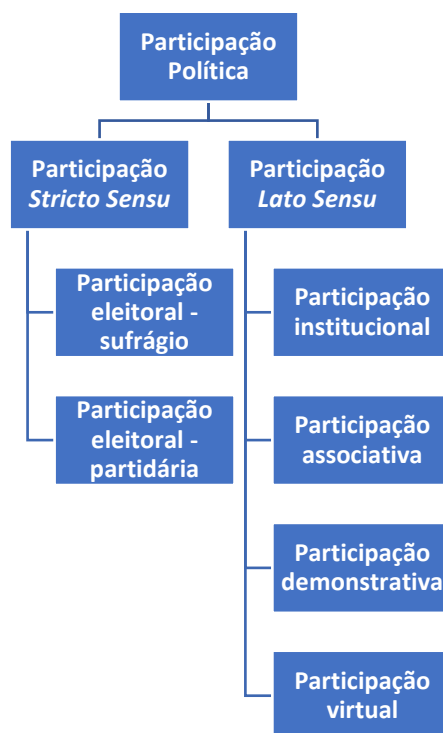 Participação
Política
Participação
Stricto Sensu
Participação
Lato Sensu
Participação
eleitoral -
sufrágio
Participação
eleitoral -
partidária
Participação
institucional
Participação
associativa
Participação
demonstrativa
Participação
virtual